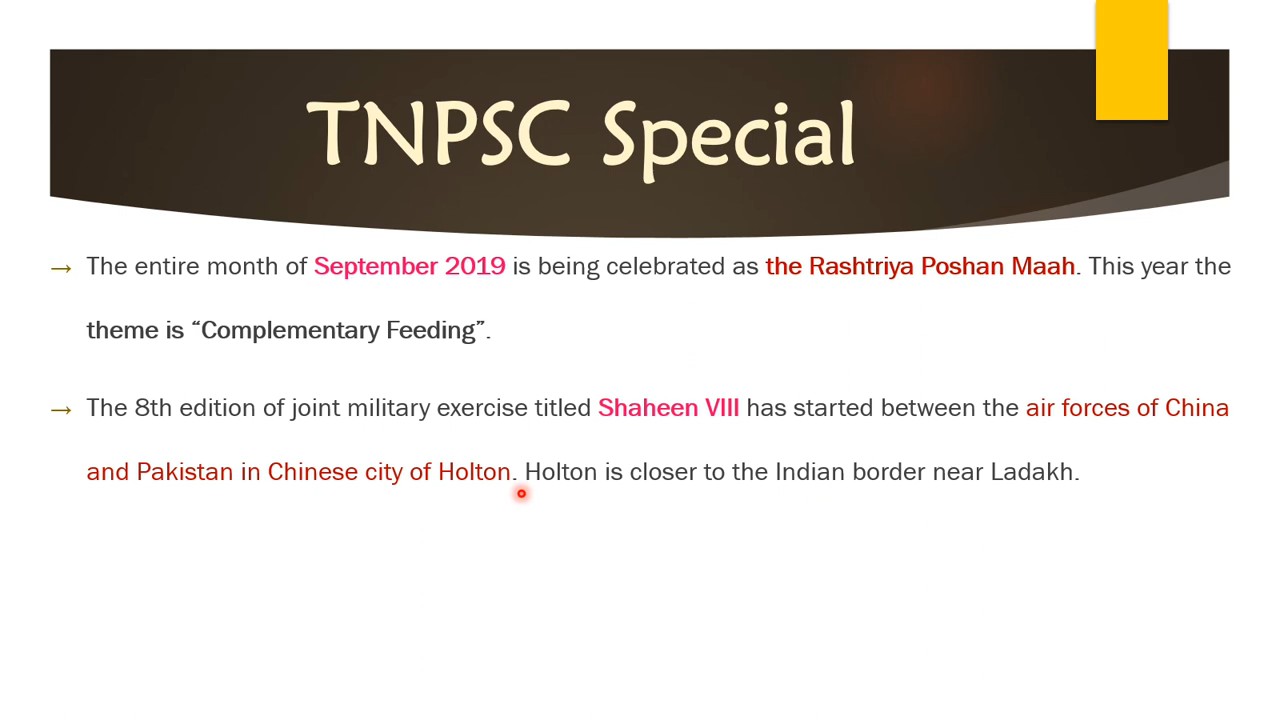 TNPSC Special
→ The entire month of September 2019 is being celebrated as the Rashtriya Poshan Maah. This year the
theme is “Complementary Feeding”.
→ The 8th edition of joint military exercise titled Shaheen VIII has started between the air forces of China
and Pakistan in Chinese city of Holton. Holton is closer to the Indian border near Ladakh.